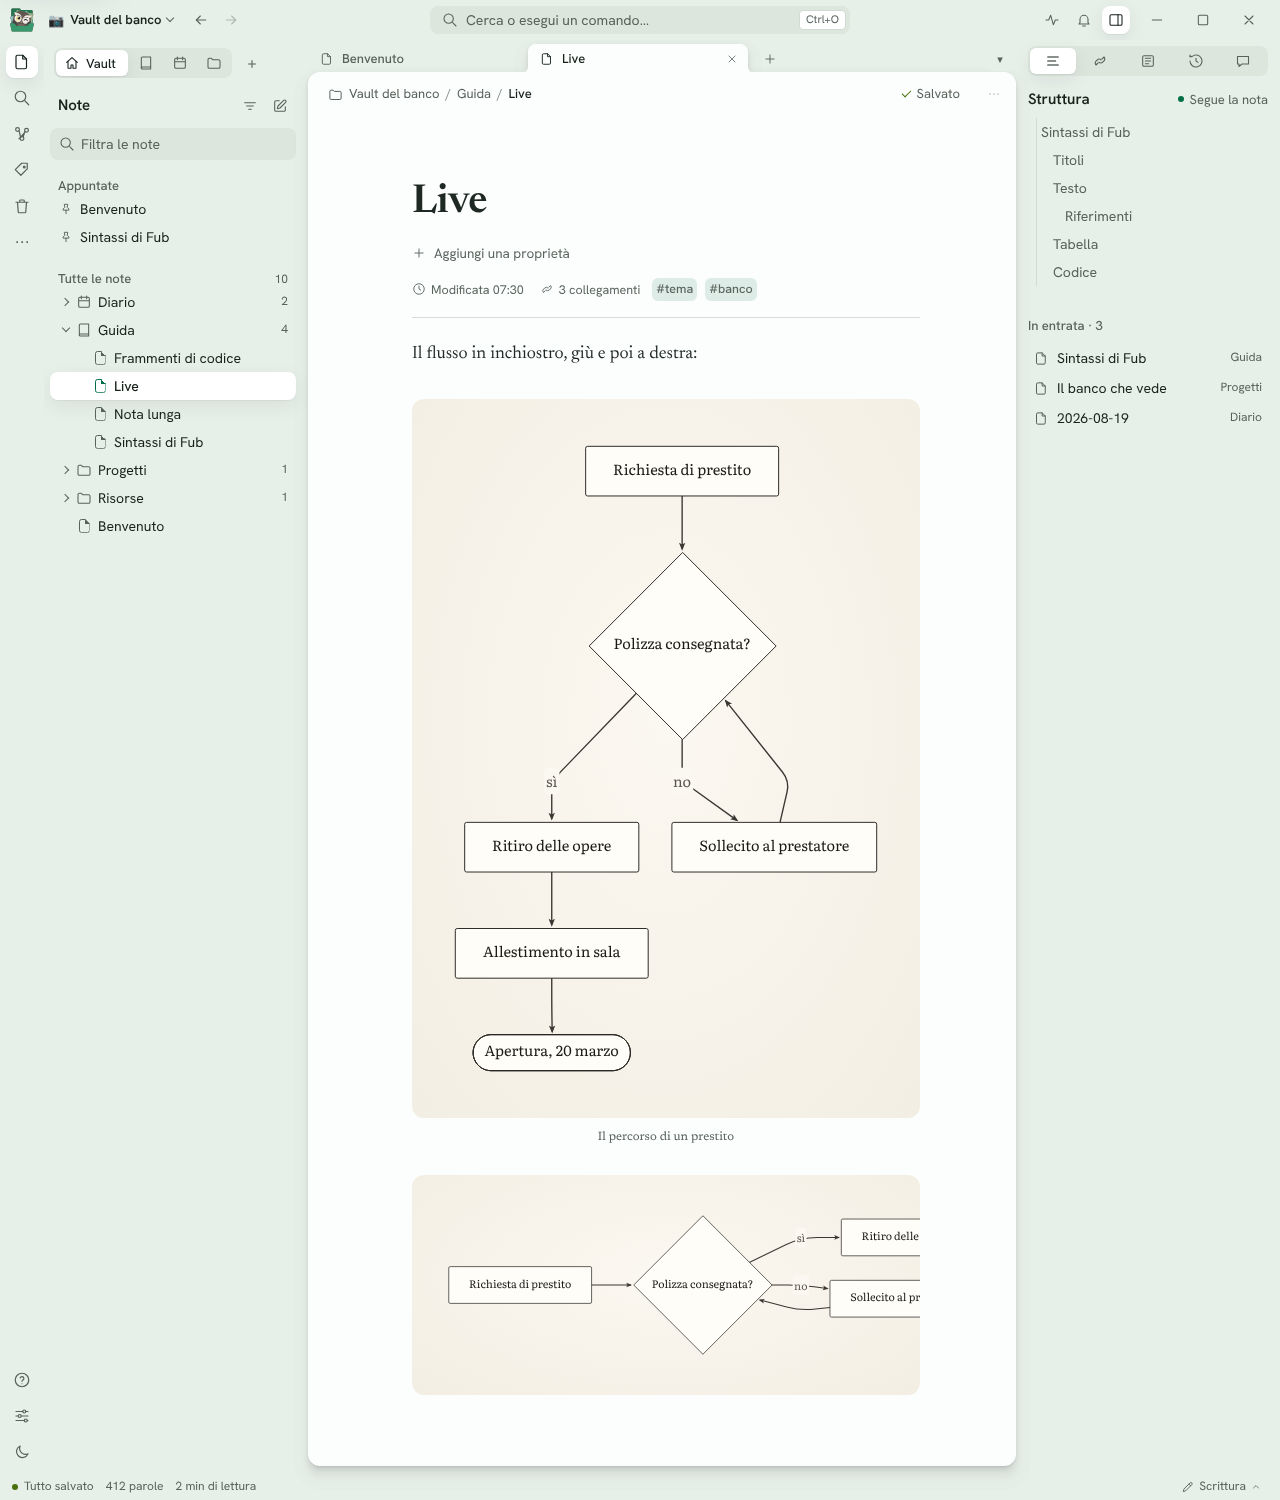 Vault del banco
Cerca o esegui un comando...
Ctrl+O
Vault
Benvenuto
Live
Note
Filtra le note
Appuntate
Benvenuto
Sintassi di Fub
Tutte le note 10
Diario 2
Guida 4
Frammenti di codice
Live
Nota lunga
Sintassi di Fub
Progetti 1
Risorse 1
Benvenuto
Vault del banco / Guida / Live
Salvato
Live
Aggiungi una proprietà
Modificata 07:30
3 collegamenti
#tema
#banco
Il flusso in inchiostro, giù e poi a destra:
Richiesta di prestito
Polizza consegnata?
sì
no
Ritiro delle opere
Sollecito al prestatore
Allestimento in sala
Apertura, 20 marzo
Il percorso di un prestito
Richiesta di prestito
Polizza consegnata?
sì
no
Ritiro delle
Sollecito al pr
Struttura
Segue la nota
Sintassi di Fub
Titoli
Testo
Riferimenti
Tabella
Codice
In entrata · 3
Sintassi di Fub Guida
Il banco che vede Progetti
2026-08-19 Diario
Tutto salvato
412 parole
2 min di lettura
Scrittura